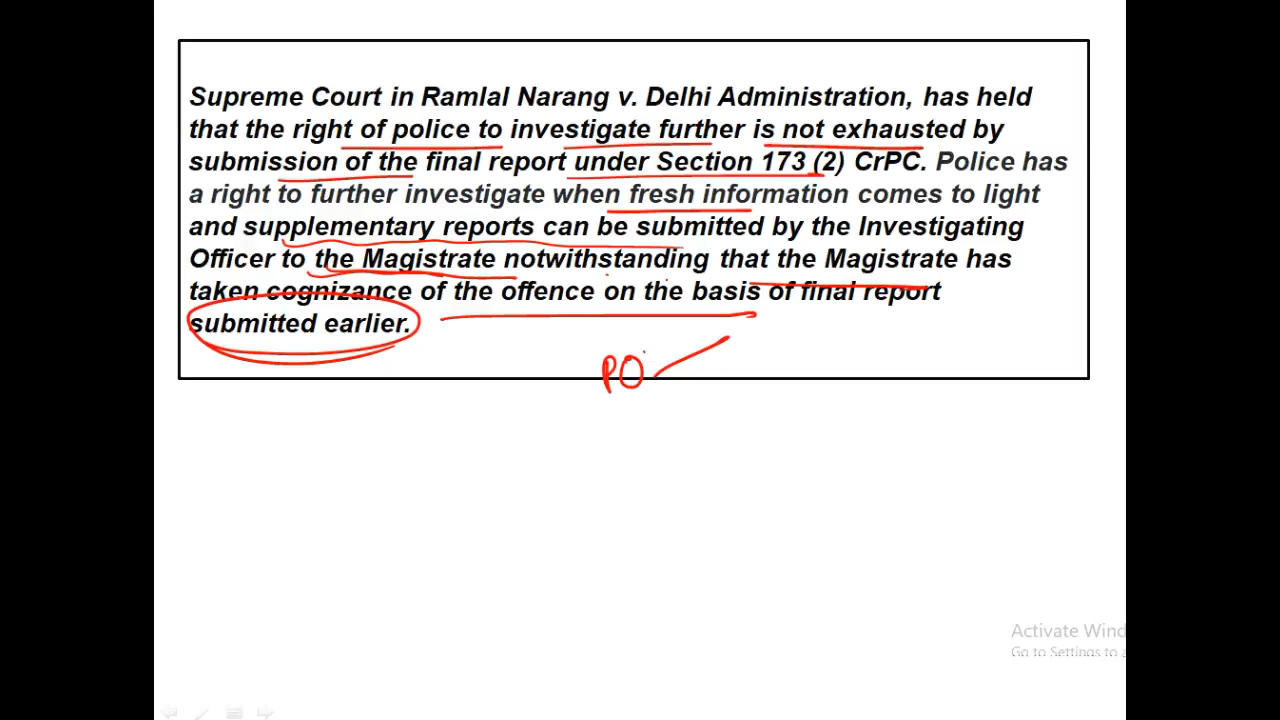 Supreme Court in Ramlal Narang v. Delhi Administration, has held
that the right of police to investigate further is not exhausted by
submission of the final report under Section 173 (2) CrPC. Police has
a right to further investigate when fresh information comes to light
and supplementary reports can be submitted by the Investigating
Officer to the Magistrate notwithstanding that the Magistrate has
taken cognizance of the offence on the basis of final report
submitted earlier.
PO
Activate Wind
Go to Settings to a